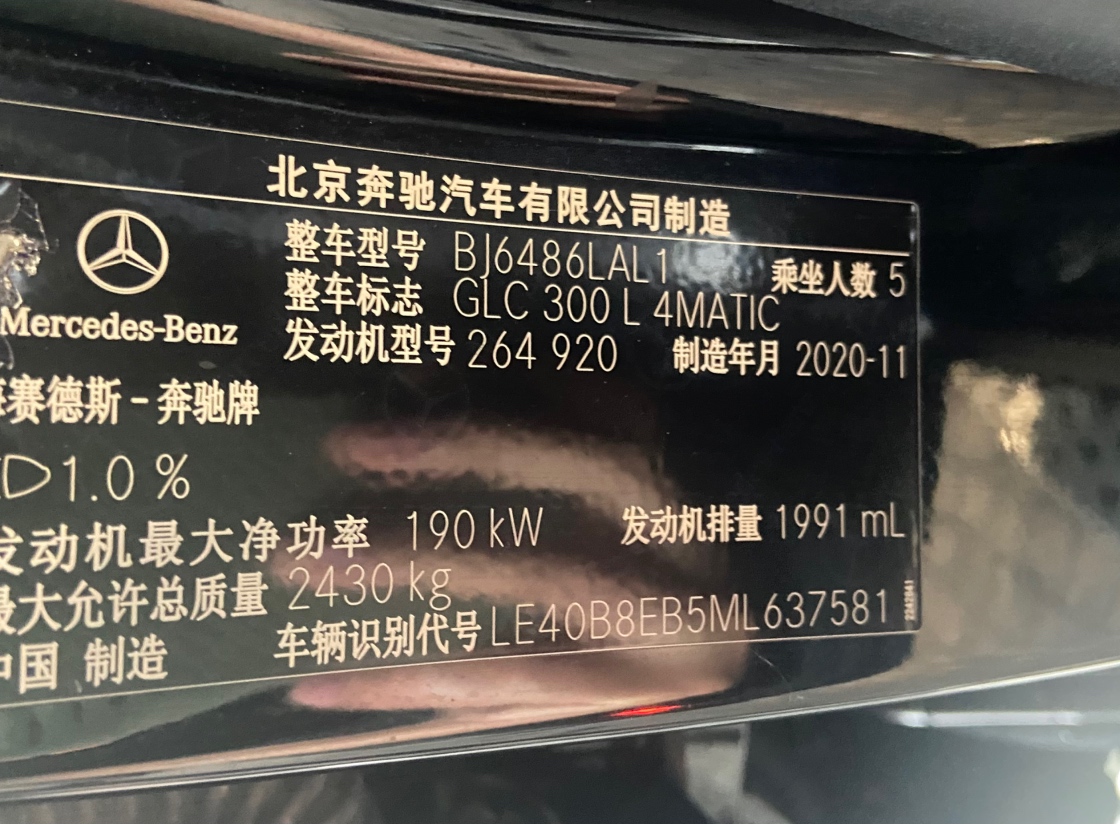 北京奔驰汽车有限公司制造
整车型号 BJ6486LAL1 乘坐人数 5
整车标志 GLC 300 L 4MATIC
发动机型号 264 920 制造年月 2020-11
Mercedes-Benz
赛德斯-奔驰牌
1.0 %
发动机最大净功率 190 kW 发动机排量 1991 mL
最大允许总质量 2430 kg
车辆识别代号 LE40B8EB5ML637581
中国 制造